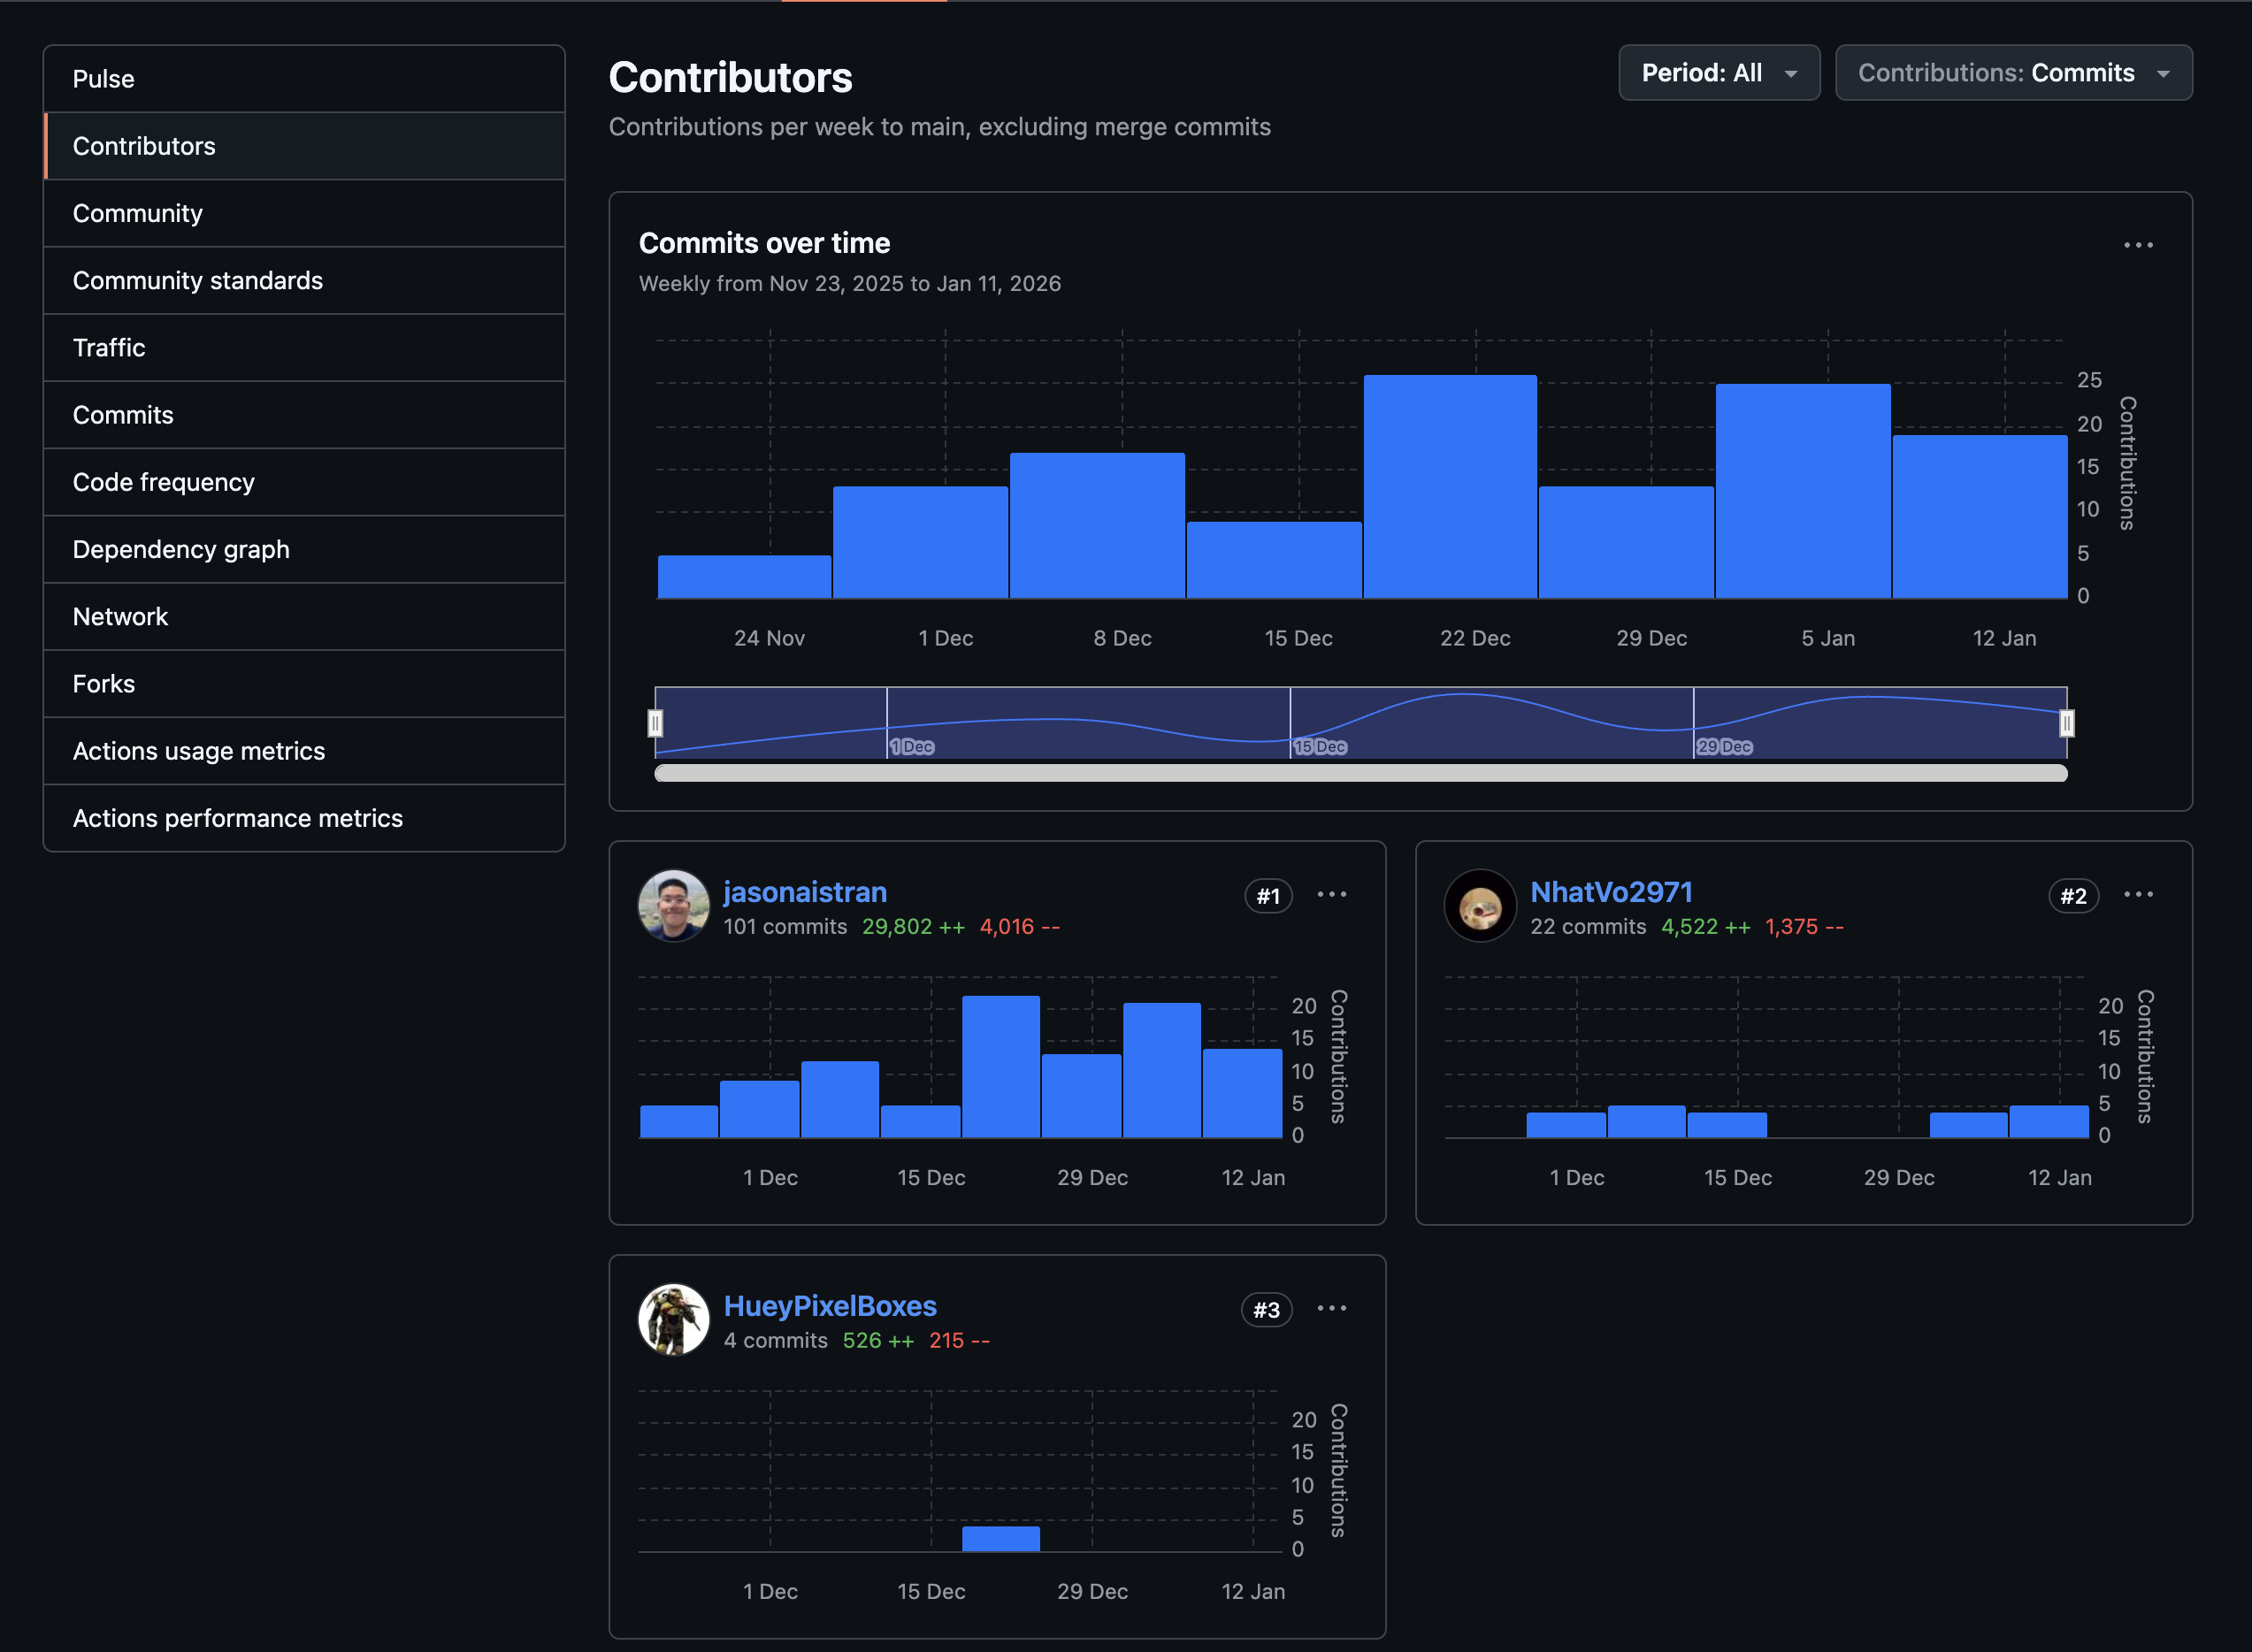 Pulse
Contributors
Community
Community standards
Traffic
Commits
Code frequency
Dependency graph
Network
Forks
Actions usage metrics
Actions performance metrics
Contributors
Period: All
Contributions: Commits
Contributions per week to main, excluding merge commits
Commits over time
Weekly from Nov 23, 2025 to Jan 11, 2026
25
20
15
10
5
0
Contributions
24 Nov 1 Dec 8 Dec 15 Dec 22 Dec 29 Dec 5 Jan 12 Jan
1 Dec 15 Dec 29 Dec
jasonaistran
#1
101 commits 29,802 ++ 4,016 --
20
15
10
5
0
Contributions
1 Dec 15 Dec 29 Dec 12 Jan
NhatVo2971
#2
22 commits 4,522 ++ 1,375 --
20
15
10
5
0
Contributions
1 Dec 15 Dec 29 Dec 12 Jan
HueyPixelBoxes
#3
4 commits 526 ++ 215 --
20
15
10
5
0
Contributions
1 Dec 15 Dec 29 Dec 12 Jan